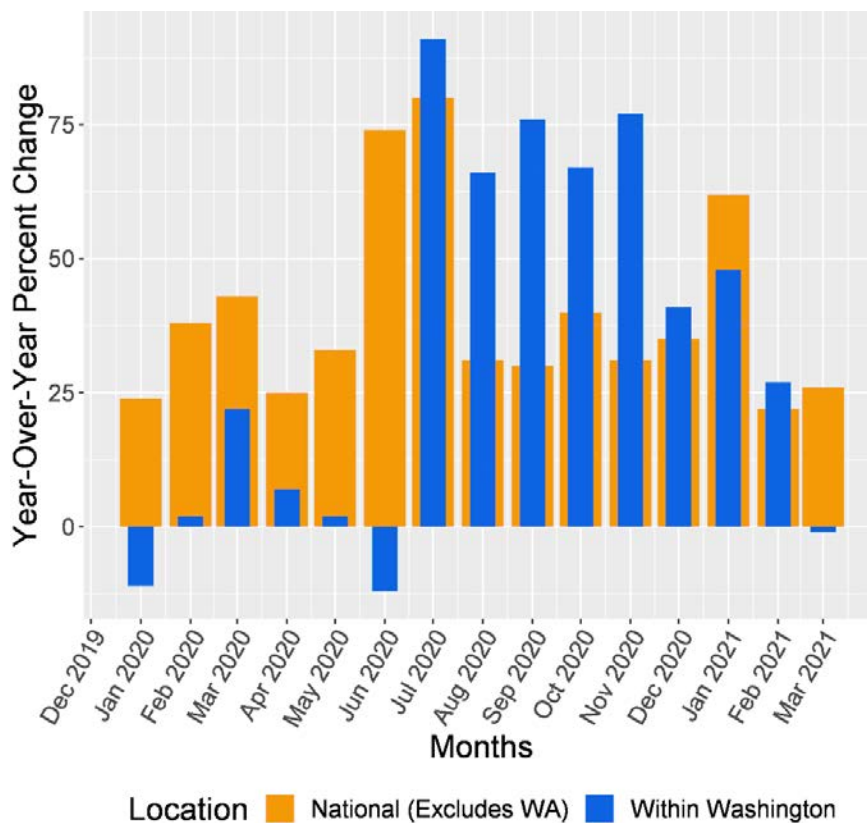 Year-Over-Year Percent Change
75
50
25
0
Dec 2019
Jan 2020
Feb 2020
Mar 2020
Apr 2020
May 2020
Jun 2020
Jul 2020
Aug 2020
Sep 2020
Oct 2020
Nov 2020
Dec 2020
Jan 2021
Feb 2021
Mar 2021
Months
Location National (Excludes WA) Within Washington